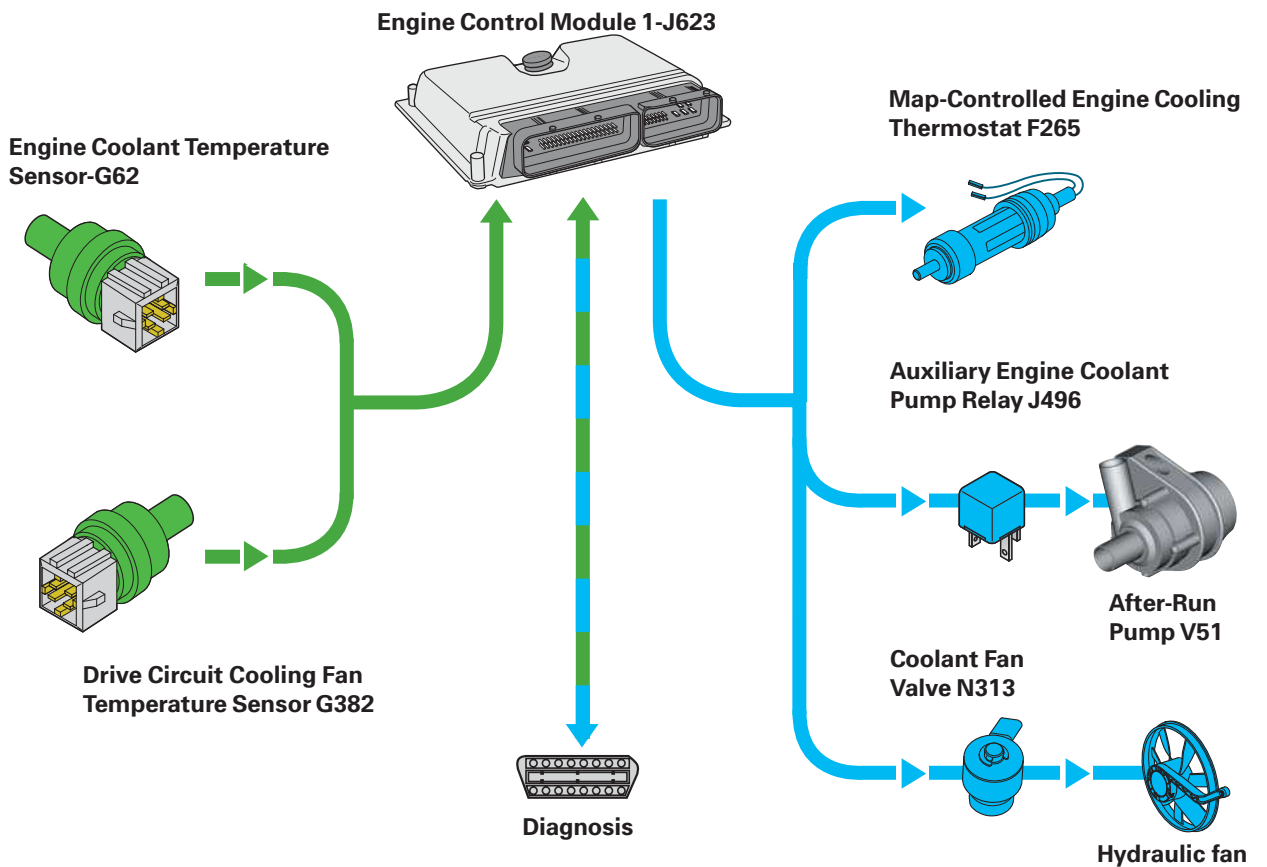 Engine Control Module 1-J623
Engine Coolant Temperature
Sensor-G62
Map-Controlled Engine Cooling
Thermostat F265
Auxiliary Engine Coolant
Pump Relay J496
After-Run
Pump V51
Drive Circuit Cooling Fan
Temperature Sensor G382
Coolant Fan
Valve N313
Diagnosis
Hydraulic fan